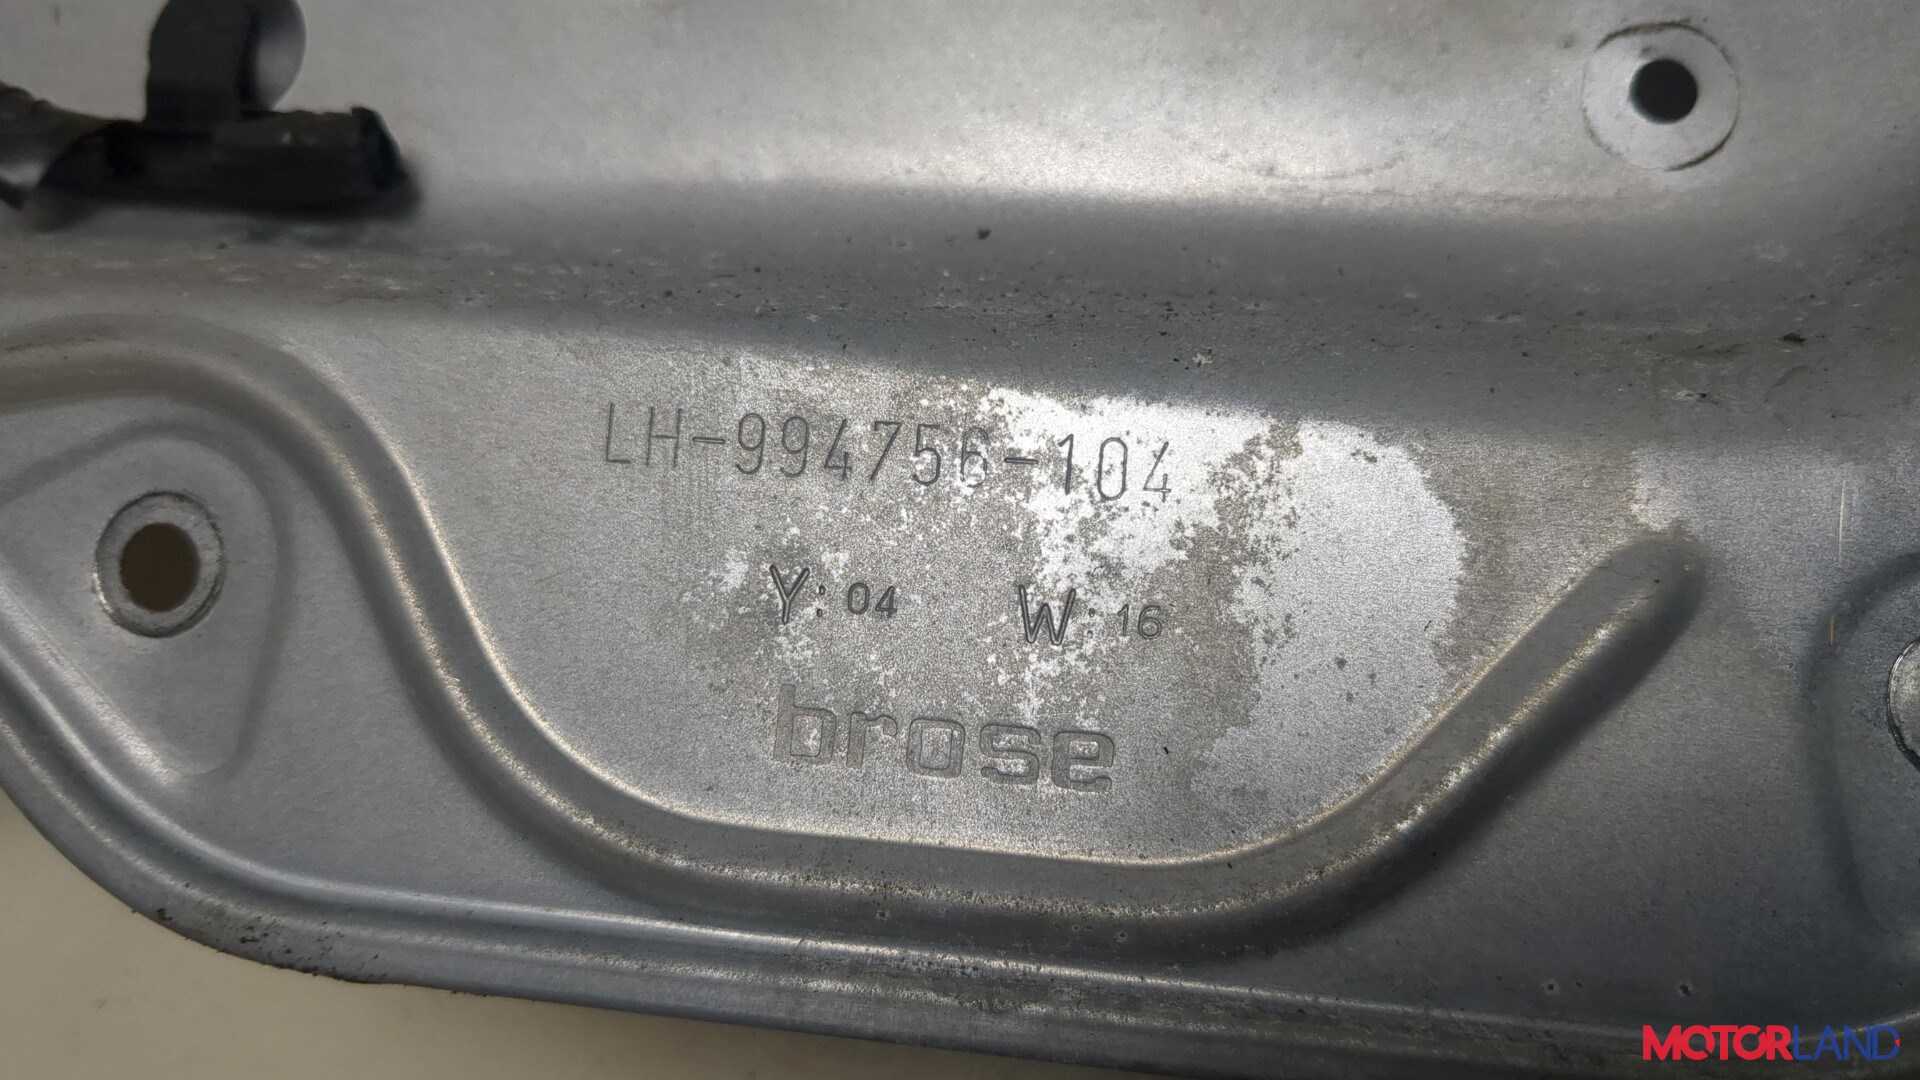 LH-994756-104
Y: 04 W: 16
brose
MOTORLAND